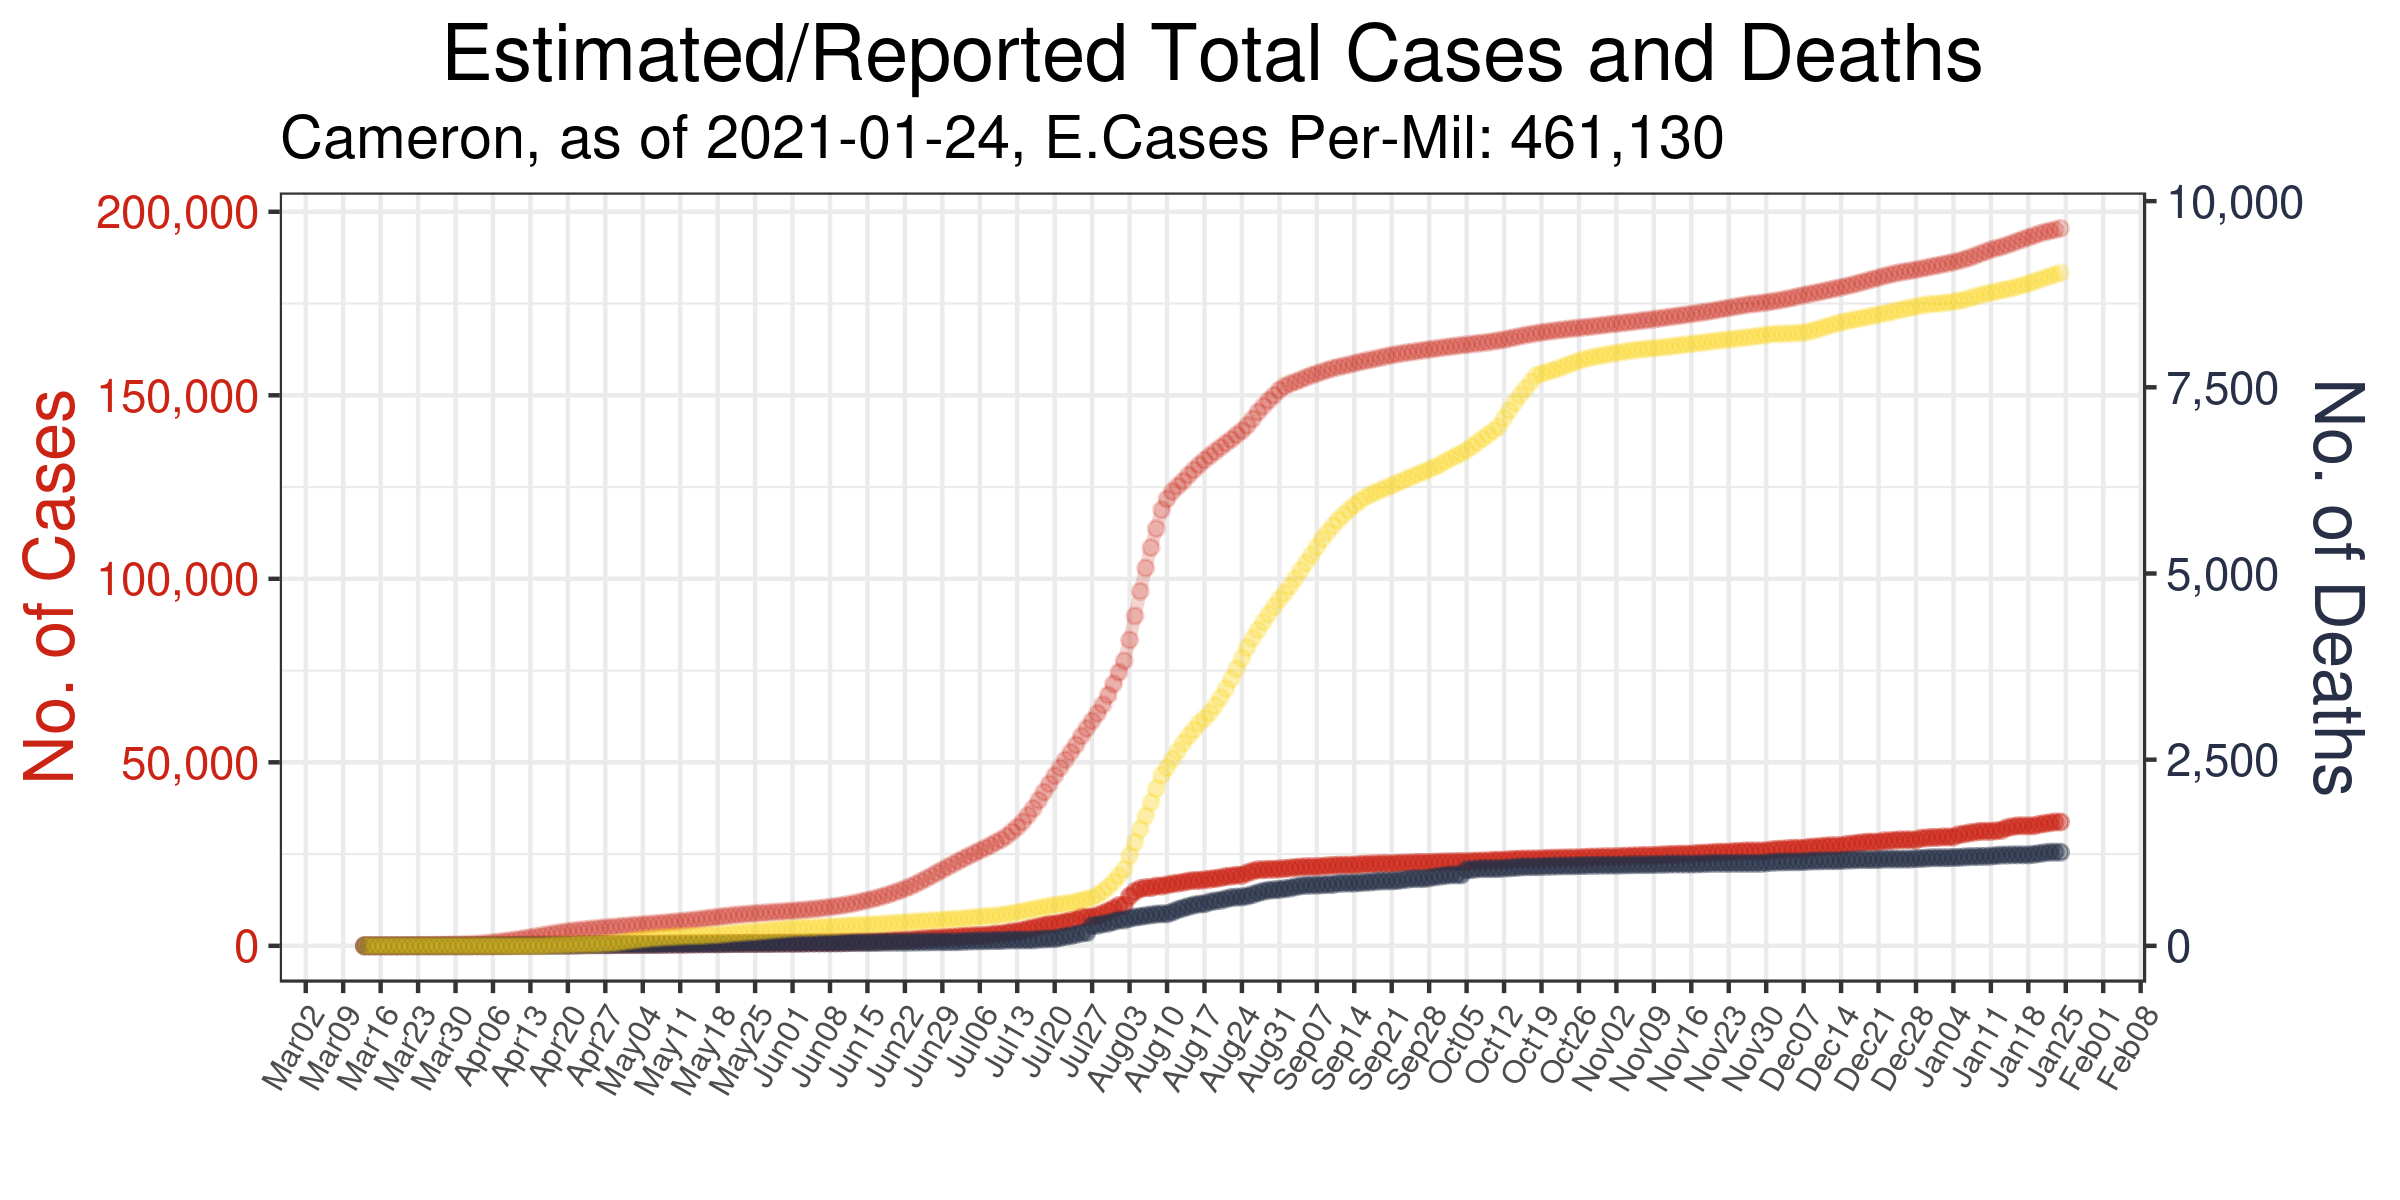 Estimated/Reported Total Cases and Deaths
Cameron, as of 2021-01-24, E.Cases Per-Mil: 461,130
No. of Cases
200,000
150,000
100,000
50,000
0
10,000
7,500
5,000
2,500
0
No. of Deaths
Mar02
Mar09
Mar16
Mar23
Mar30
Apr06
Apr13
Apr20
Apr27
May04
May11
May18
May25
Jun01
Jun08
Jun15
Jun22
Jun29
Jul06
Jul13
Jul20
Jul27
Aug03
Aug10
Aug17
Aug24
Aug31
Sep07
Sep14
Sep21
Sep28
Oct05
Oct12
Oct19
Oct26
Nov02
Nov09
Nov16
Nov23
Nov30
Dec07
Dec14
Dec21
Dec28
Jan04
Jan11
Jan18
Jan25
Feb01
Feb08